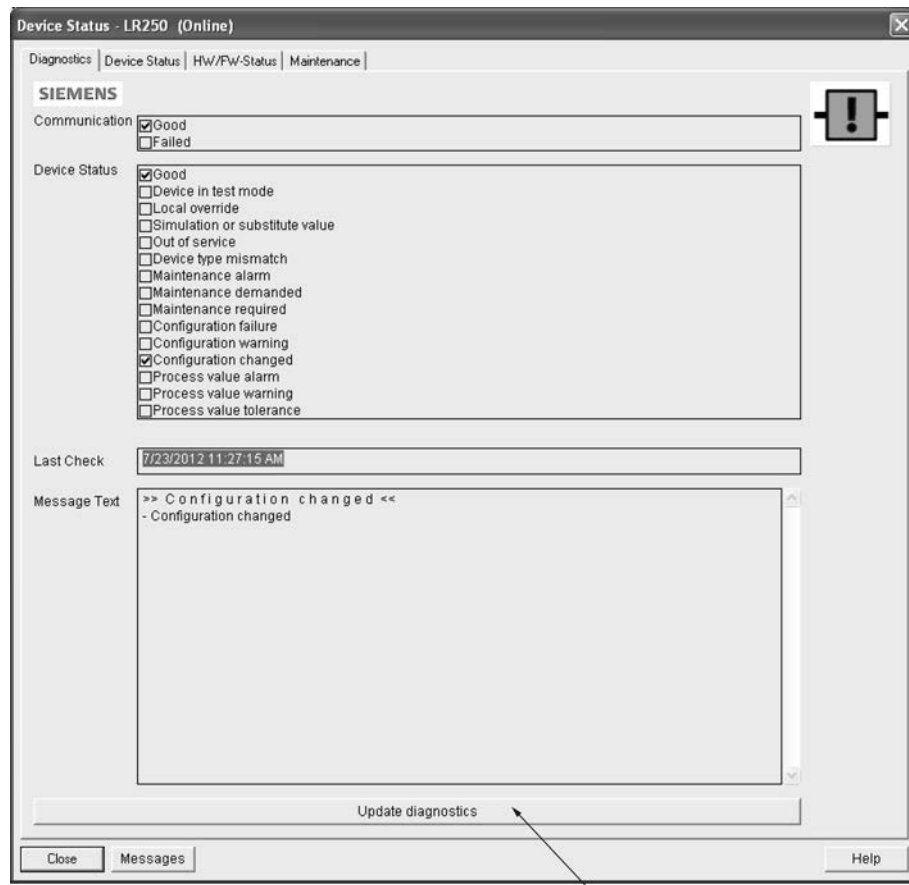 Device Status - LR250 (Online)
Diagnostics Device Status HW/FW-Status Maintenance
SIEMENS
Communication
Good
Failed
Device Status
Good
Device in test mode
Local override
Simulation or substitute value
Out of service
Device type mismatch
Maintenance alarm
Maintenance demanded
Maintenance required
Configuration failure
Configuration warning
Configuration changed
Process value alarm
Process value warning
Process value tolerance
Last Check 7/23/2012 11:27:15 AM
Message Text
>> Configuration changed <<
- Configuration changed
Update diagnostics
Close Messages Help